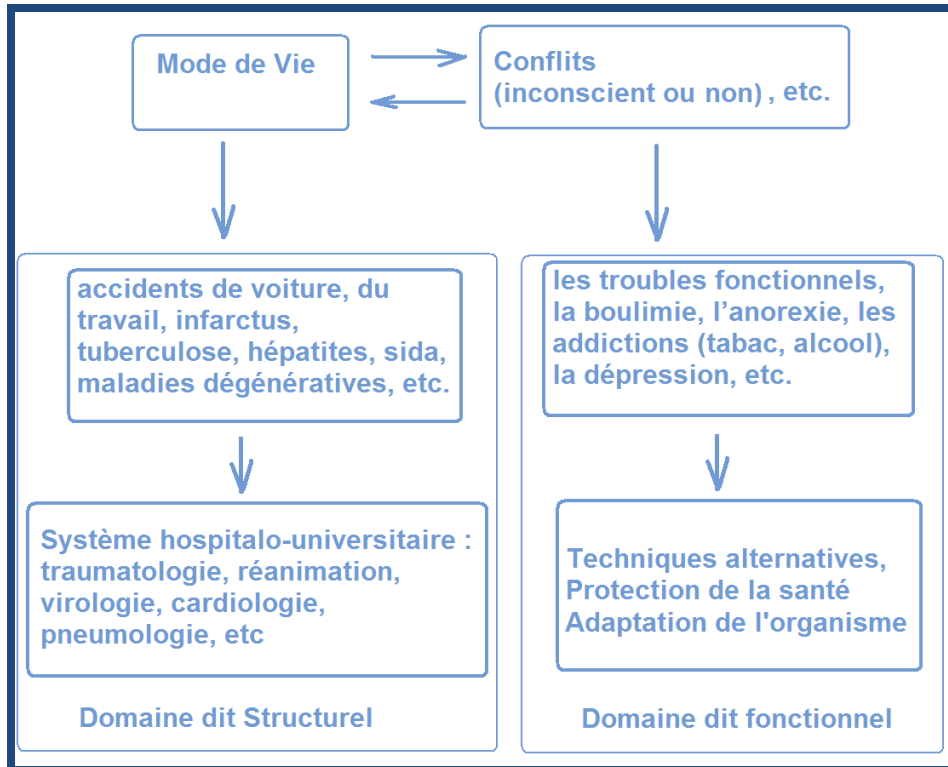 Mode de Vie
Conflits
(inconscient ou non) , etc.
accidents de voiture, du
travail, infarctus,
tuberculose, hépatites, sida,
maladies dégénératives, etc.
les troubles fonctionnels,
la boulimie, l’anorexie, les
addictions (tabac, alcool),
la dépression, etc.
Système hospitalo-universitaire :
traumatologie, réanimation,
virologie, cardiologie,
pneumologie, etc
Techniques alternatives,
Protection de la santé
Adaptation de l'organisme
Domaine dit Structurel
Domaine dit fonctionnel